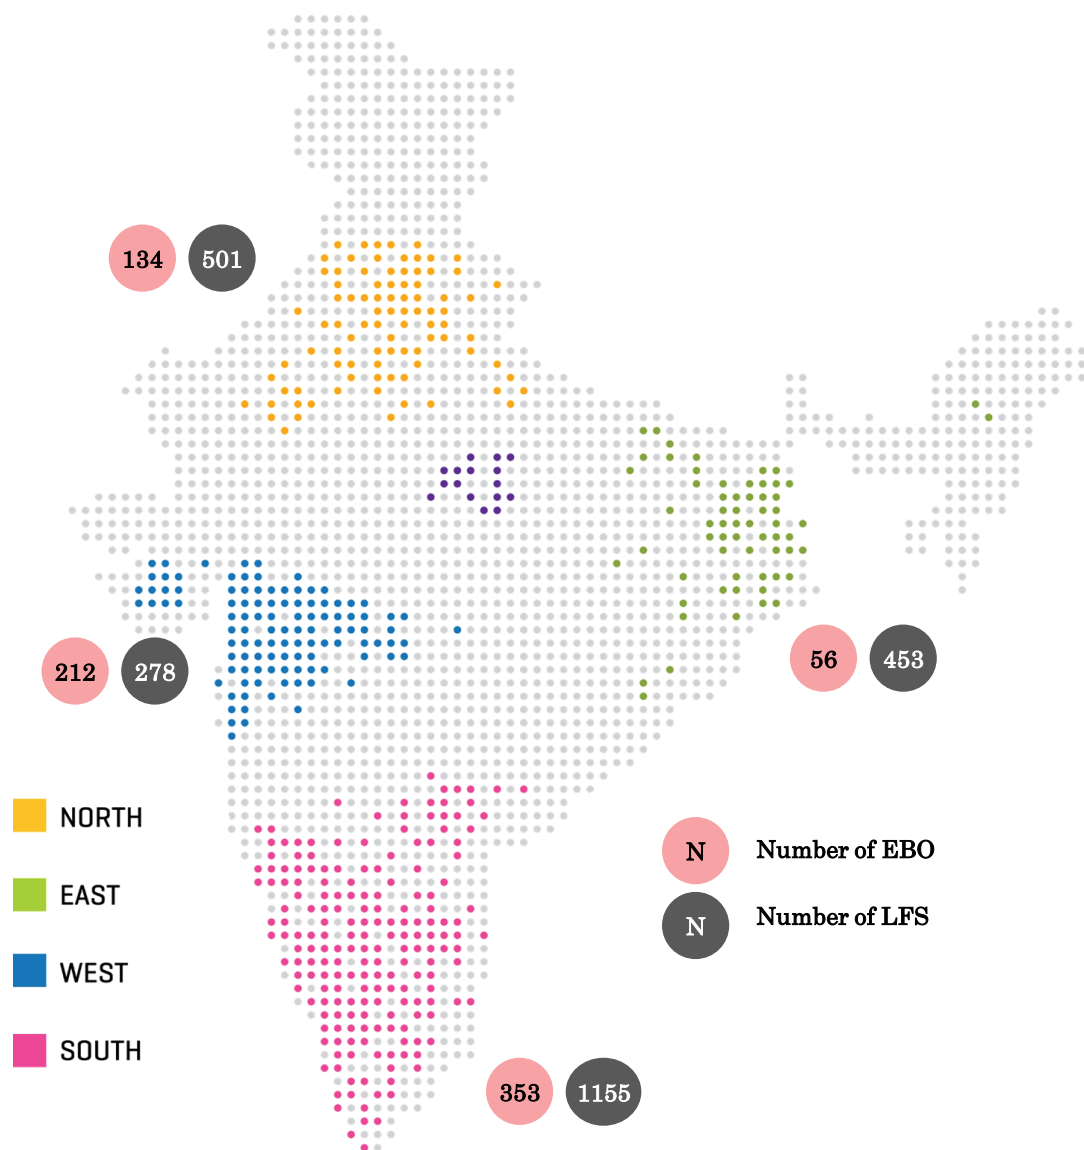 134 501
212 278
56 453
NORTH
EAST
WEST
SOUTH
N Number of EBO
N Number of LFS
353 1155